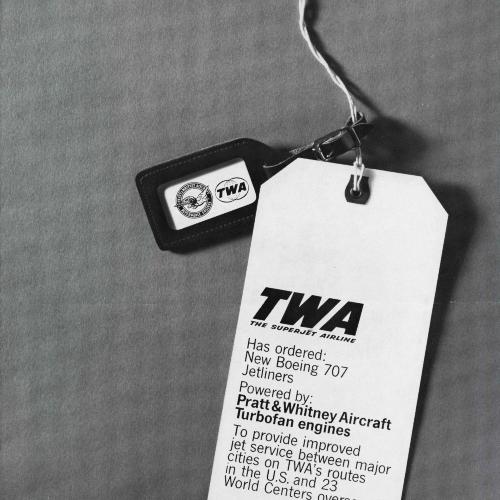 TWA
TWA
THE SUPERJET AIRLINE
Has ordered:
New Boeing 707
Jetliners
Powered by:
Pratt & Whitney Aircraft
Turbofan engines
To provide improved
jet service between major
cities on TWA's routes
in the U.S. and 23
World Centers